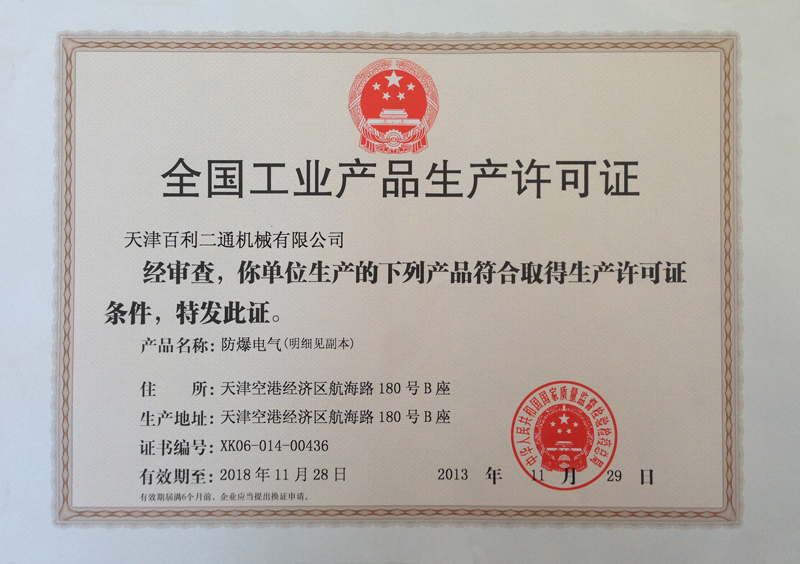 全国工业产品生产许可证
天津百利二通机械有限公司
经审查，你单位生产的下列产品符合取得生产许可证
条件，特发此证。
产品名称：防爆电气(明细见副本)
住　　所：天津空港经济区航海路180号B座
生产地址：天津空港经济区航海路180号B座
证书编号：XK06-014-00436
有效期至：2018年11月28日
2013 年 11 月 29 日
有效期届满6个月前，企业应当提出换证申请。
中华人民共和国国家质量监督检验检疫总局